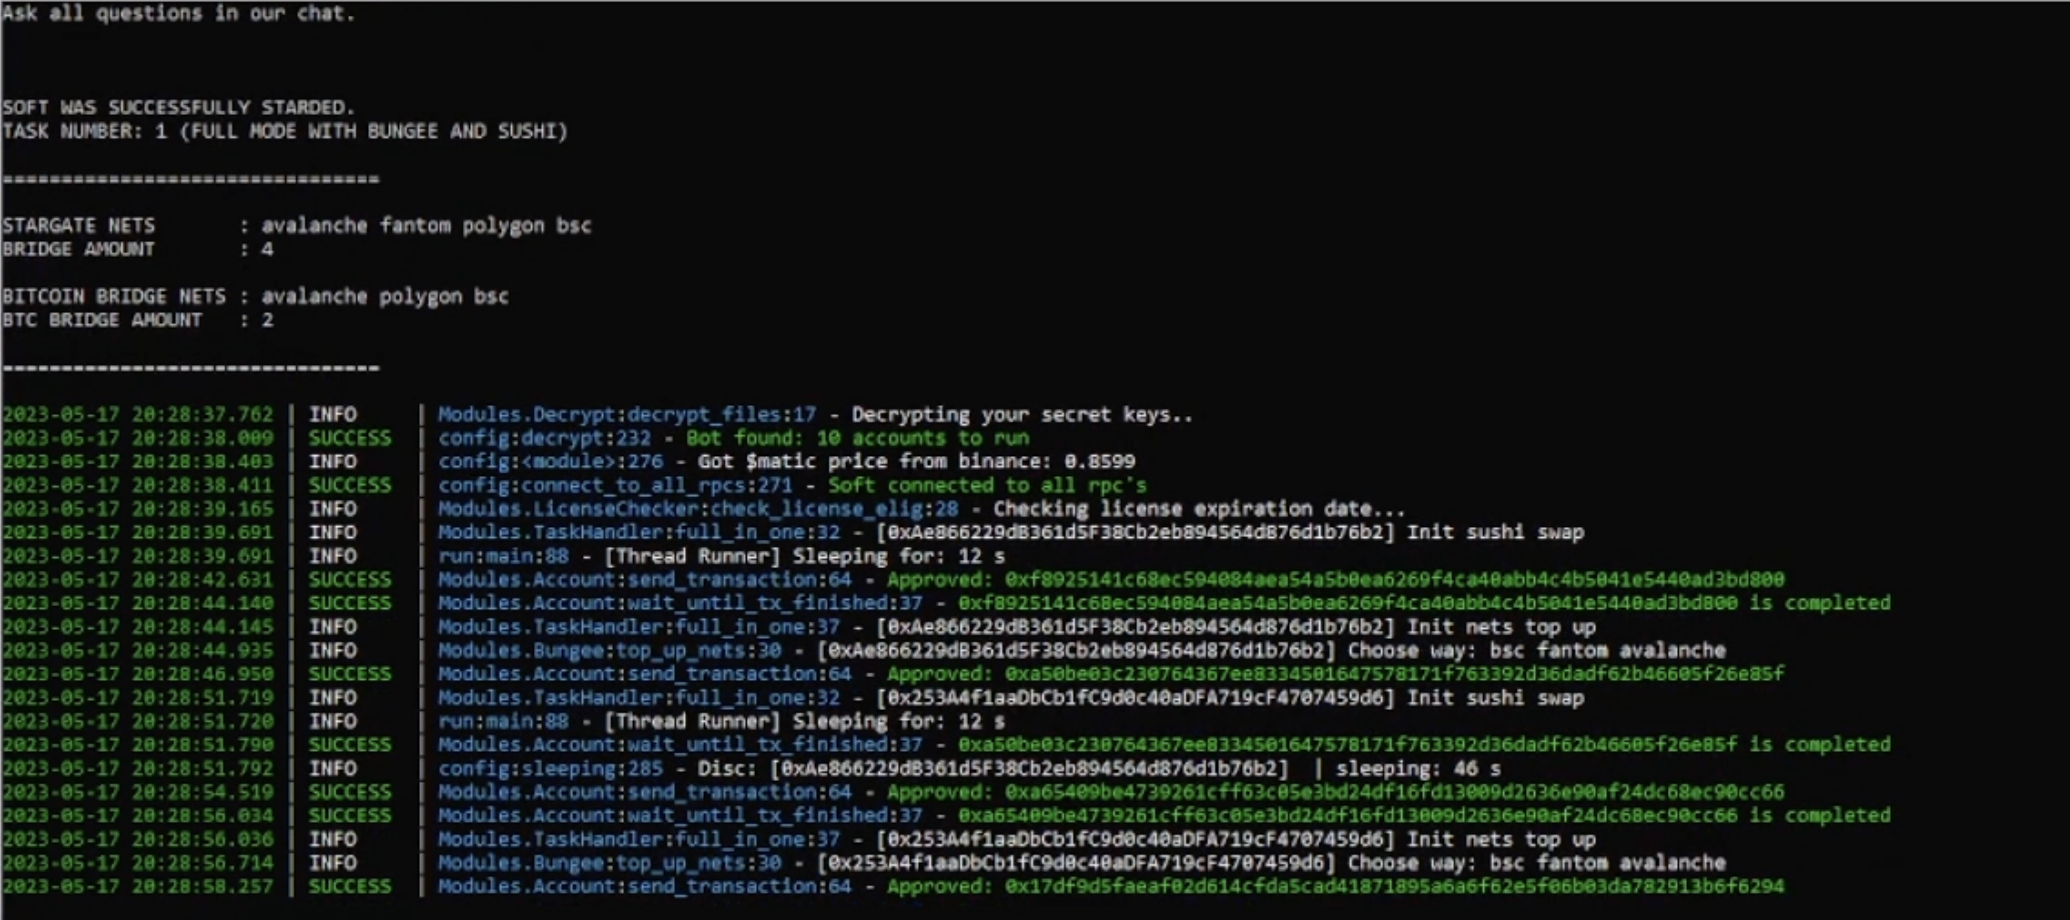 Ask all questions in our chat.
SOFT WAS SUCCESSFULLY STARDED.
TASK NUMBER: 1 (FULL MODE WITH BUNGEE AND SUSHI)
================================
STARGATE NETS : avalanche fantom polygon bsc
BRIDGE AMOUNT : 4
BITCOIN BRIDGE NETS : avalanche polygon bsc
BTC BRIDGE AMOUNT : 2
--------------------------------
2023-05-17 20:28:37.762 | INFO | Modules.Decrypt:decrypt_files:17 - Decrypting your secret keys..
2023-05-17 20:28:38.009 | SUCCESS | config:decrypt:232 - Bot found: 10 accounts to run
2023-05-17 20:28:38.403 | INFO | config:<module>:276 - Got $matic price from binance: 0.8599
2023-05-17 20:28:38.411 | SUCCESS | config:connect_to_all_rpcs:271 - Soft connected to all rpc's
2023-05-17 20:28:39.165 | INFO | Modules.LicenseChecker:check_license_elig:28 - Checking license expiration date...
2023-05-17 20:28:39.691 | INFO | Modules.TaskHandler:full_in_one:32 - [0xAe866229dB361d5F38Cb2eb894564d876d1b76b2] Init sushi swap
2023-05-17 20:28:39.691 | INFO | run:main:88 - [Thread Runner] Sleeping for: 12 s
2023-05-17 20:28:42.631 | SUCCESS | Modules.Account:send_transaction:64 - Approved: 0xf8925141c68ec594084aea54a5b0ea6269f4ca40abb4c4b5041e5440ad3bd800
2023-05-17 20:28:44.140 | SUCCESS | Modules.Account:wait_until_tx_finished:37 - 0xf8925141c68ec594084aea54a5b0ea6269f4ca40abb4c4b5041e5440ad3bd800 is completed
2023-05-17 20:28:44.145 | INFO | Modules.TaskHandler:full_in_one:37 - [0xAe866229dB361d5F38Cb2eb894564d876d1b76b2] Init nets top up
2023-05-17 20:28:44.935 | INFO | Modules.Bungee:top_up_nets:30 - [0xAe866229dB361d5F38Cb2eb894564d876d1b76b2] Choose way: bsc fantom avalanche
2023-05-17 20:28:46.950 | SUCCESS | Modules.Account:send_transaction:64 - Approved: 0xa50be03c230764367ee8334501647578171f763392d36dadf62b46605f26e85f
2023-05-17 20:28:51.719 | INFO | Modules.TaskHandler:full_in_one:32 - [0x253A4f1aaDbCb1fC9d0c40aDFA719cF4707459d6] Init sushi swap
2023-05-17 20:28:51.720 | INFO | run:main:88 - [Thread Runner] Sleeping for: 12 s
2023-05-17 20:28:51.790 | SUCCESS | Modules.Account:wait_until_tx_finished:37 - 0xa50be03c230764367ee8334501647578171f763392d36dadf62b46605f26e85f is completed
2023-05-17 20:28:51.792 | INFO | config:sleeping:285 - Disc: [0xAe866229dB361d5F38Cb2eb894564d876d1b76b2] | sleeping: 46 s
2023-05-17 20:28:54.519 | SUCCESS | Modules.Account:send_transaction:64 - Approved: 0xa65409be4739261cff63c05e3bd24df16fd13009d2636e90af24dc68ec90cc66
2023-05-17 20:28:56.034 | SUCCESS | Modules.Account:wait_until_tx_finished:37 - 0xa65409be4739261cff63c05e3bd24df16fd13009d2636e90af24dc68ec90cc66 is completed
2023-05-17 20:28:56.036 | INFO | Modules.TaskHandler:full_in_one:37 - [0x253A4f1aaDbCb1fC9d0c40aDFA719cF4707459d6] Init nets top up
2023-05-17 20:28:56.714 | INFO | Modules.Bungee:top_up_nets:30 - [0x253A4f1aaDbCb1fC9d0c40aDFA719cF4707459d6] Choose way: bsc fantom avalanche
2023-05-17 20:28:58.257 | SUCCESS | Modules.Account:send_transaction:64 - Approved: 0x17df9d5faeaf02d614cfda5cad41871895a6a6f62e5f06b03da782913b6f6294